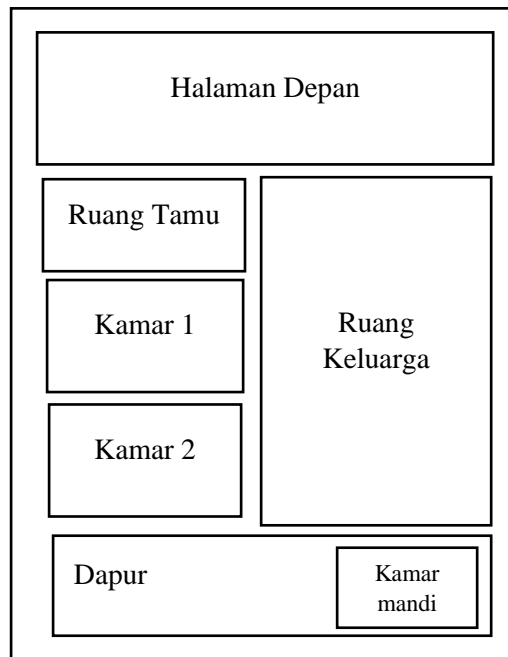 Halaman Depan
Ruang Tamu
Kamar 1
Ruang
Keluarga
Kamar 2
Dapur
Kamar
mandi